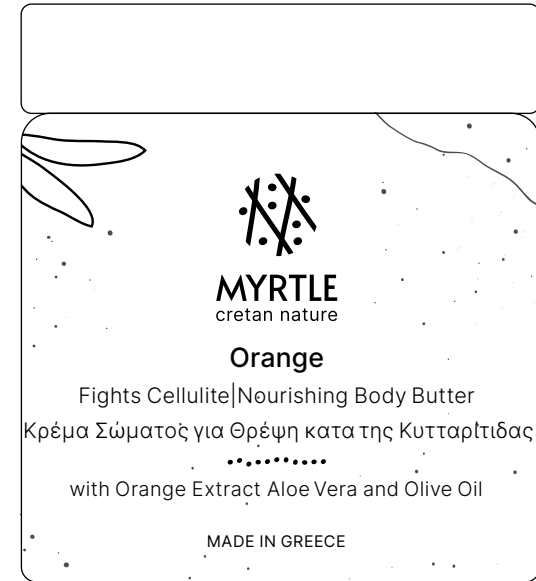 MYRTLE
cretan nature
Orange
Fights Cellulite|Nourishing Body Butter
Κρέμα Σώματος για Θρέψη κατα της Κυτταρίτιδας
with Orange Extract Aloe Vera and Olive Oil
MADE IN GREECE